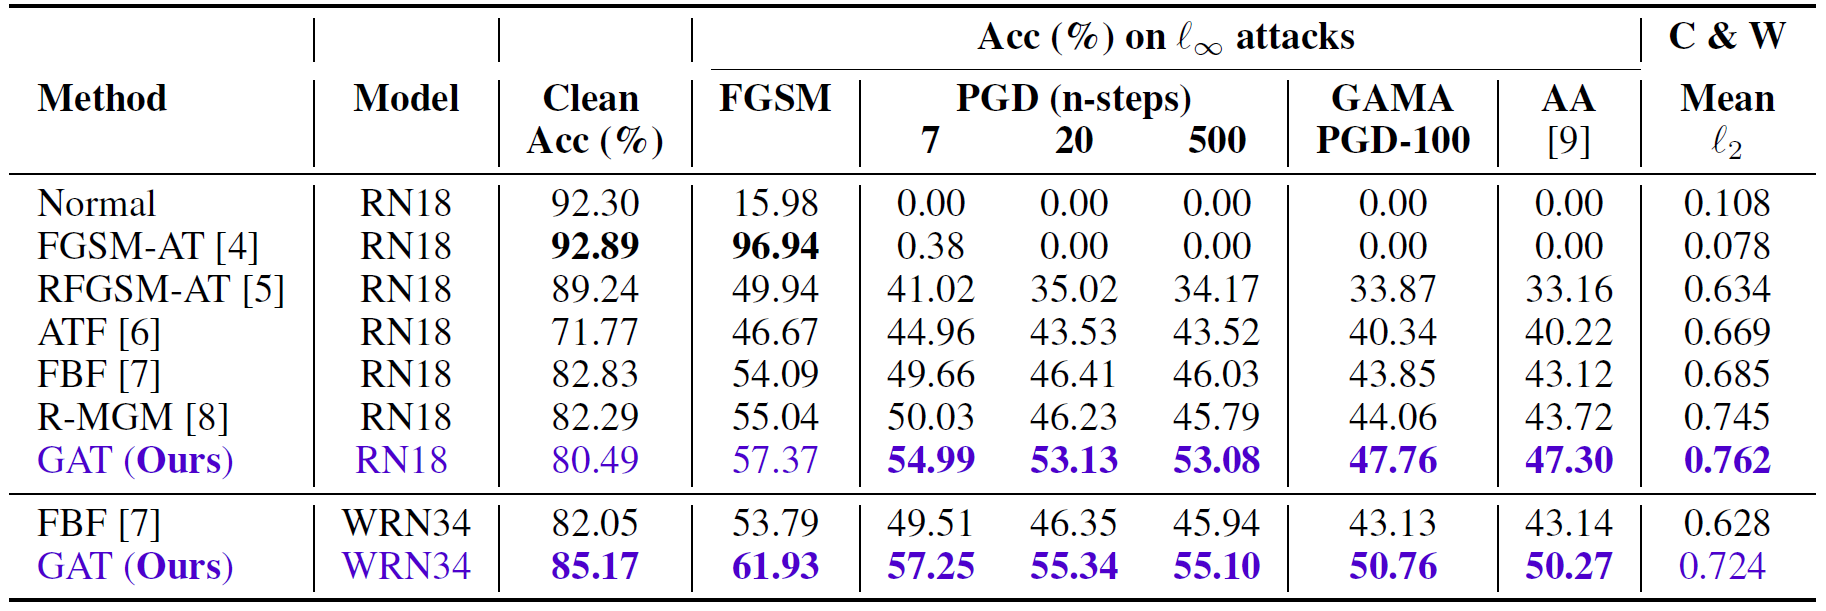 Acc (%) on ℓ∞ attacks C & W
Method Model Clean FGSM PGD (n-steps) GAMA AA Mean
Acc (%) 7 20 500 PGD-100 [9] ℓ2
Normal RN18 92.30 15.98 0.00 0.00 0.00 0.00 0.00 0.108
FGSM-AT [4] RN18 92.89 96.94 0.38 0.00 0.00 0.00 0.00 0.078
RFGSM-AT [5] RN18 89.24 49.94 41.02 35.02 34.17 33.87 33.16 0.634
ATF [6] RN18 71.77 46.67 44.96 43.53 43.52 40.34 40.22 0.669
FBF [7] RN18 82.83 54.09 49.66 46.41 46.03 43.85 43.12 0.685
R-MGM [8] RN18 82.29 55.04 50.03 46.23 45.79 44.06 43.72 0.745
GAT (Ours) RN18 80.49 57.37 54.99 53.13 53.08 47.76 47.30 0.762
FBF [7] WRN34 82.05 53.79 49.51 46.35 45.94 43.13 43.14 0.628
GAT (Ours) WRN34 85.17 61.93 57.25 55.34 55.10 50.76 50.27 0.724